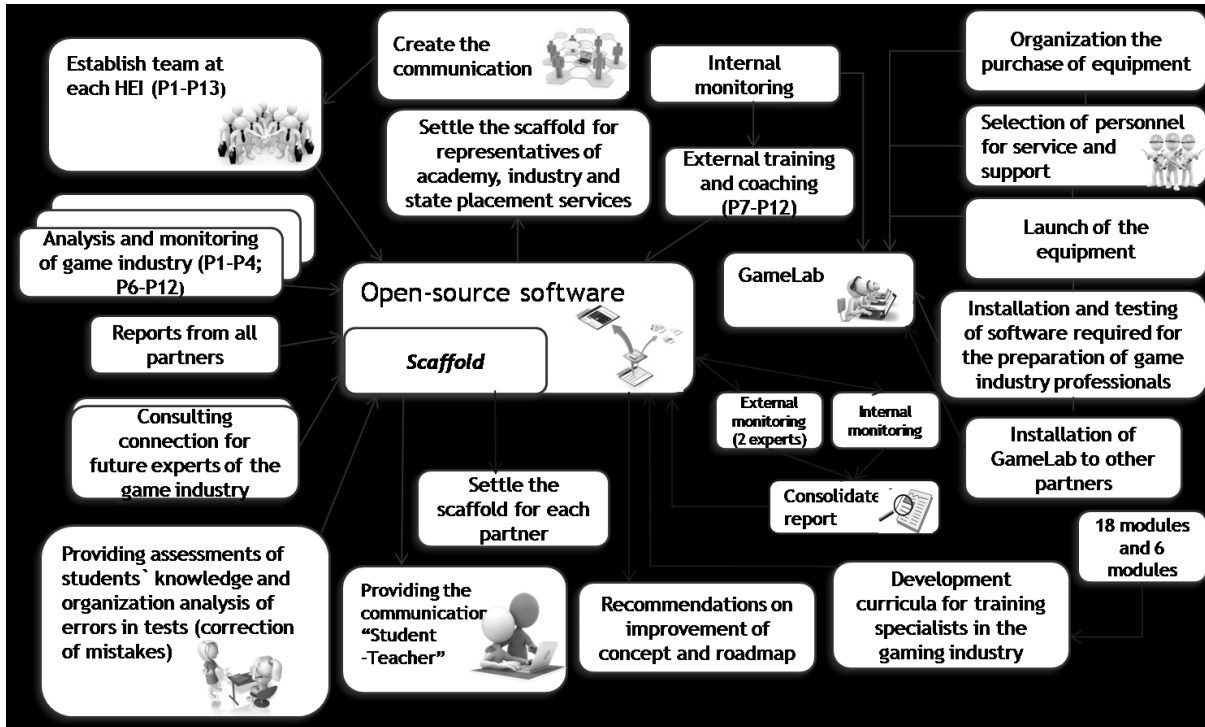 Establish team at
each HEI (P1-P13)
Create the
communication
Internal
monitoring
Organization the
purchase of equipment
Settle the scaffold for
representatives of
academy, industry and
state placement services
External training
and coaching
(P7-P12)
Selection of personnel
for service and
support
Analysis and monitoring
of game industry (P1-P4;
P6-P12)
Launch of the
equipment
Open-source software
GameLab
Reports from all
partners
Scaffold
Installation and testing
of software required for
the preparation of game
industry professionals
Consulting
connection for
future experts of the
game industry
External
monitoring
(2 experts)
Internal
monitoring
Installation of
GameLab to other
partners
Settle the
scaffold for each
partner
Consolidate
report
18 modules
and 6
modules
Providing assessments of
students` knowledge and
organization analysis of
errors in tests (correction
of mistakes)
Providing the
communication
“Student
-Teacher”
Recommendations on
improvement of
concept and roadmap
Development
curricula for training
specialists in the
gaming industry